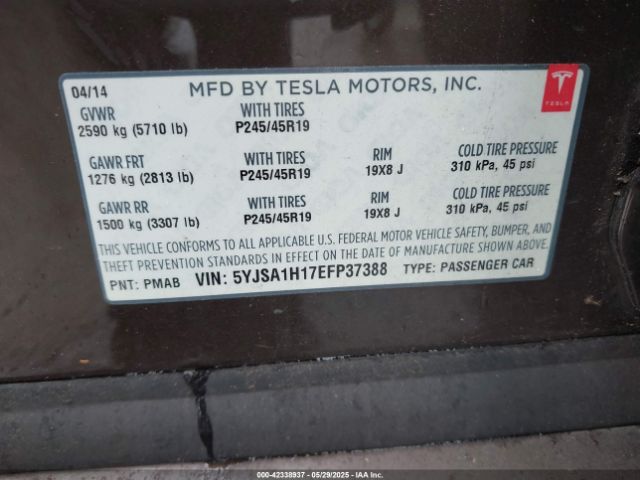 04/14 MFD BY TESLA MOTORS, INC.
TESLA
GVWR WITH TIRES
2590 kg (5710 lb) P245/45R19
GAWR FRT WITH TIRES RIM COLD TIRE PRESSURE
1276 kg (2813 lb) P245/45R19 19X8 J 310 kPa, 45 psi
GAWR RR WITH TIRES RIM COLD TIRE PRESSURE
1500 kg (3307 lb) P245/45R19 19X8 J 310 kPa, 45 psi
THIS VEHICLE CONFORMS TO ALL APPLICABLE U.S. FEDERAL MOTOR VEHICLE SAFETY, BUMPER, AND
THEFT PREVENTION STANDARDS IN EFFECT ON THE DATE OF MANUFACTURE SHOWN ABOVE.
PNT: PMAB VIN: 5YJSA1H17EFP37388 TYPE: PASSENGER CAR
000-42338937 - 05/29/2025 - IAAI.COM